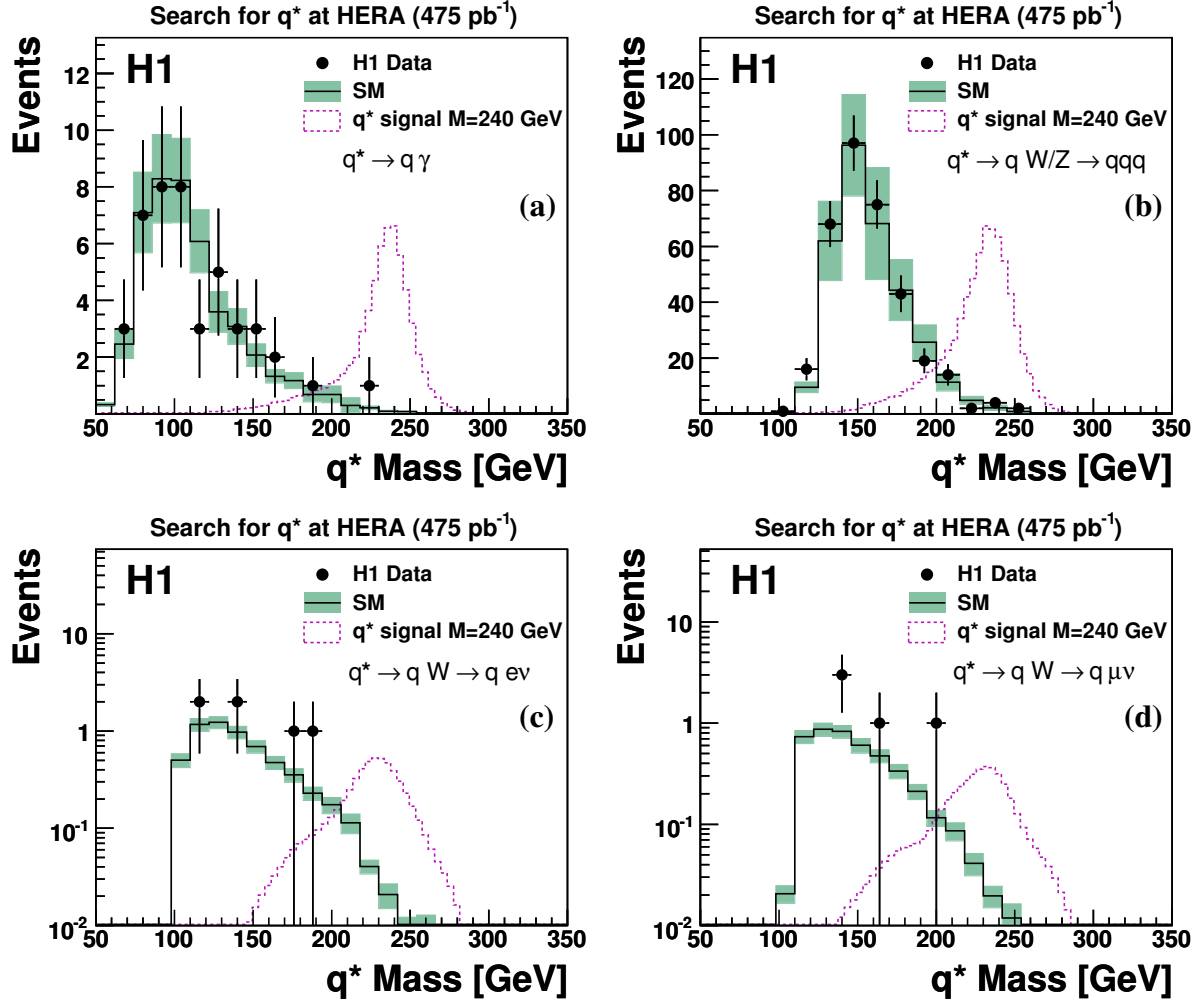 Search for q* at HERA (475 pb⁻¹)
H1
H1 Data
SM
q* signal M=240 GeV
q* → q γ
(a)
Events
12
10
8
6
4
2
50 100 150 200 250 300 350
q* Mass [GeV]
Search for q* at HERA (475 pb⁻¹)
H1
H1 Data
SM
q* signal M=240 GeV
q* → q W/Z → qqq
(b)
Events
120
100
80
60
40
20
50 100 150 200 250 300 350
q* Mass [GeV]
Search for q* at HERA (475 pb⁻¹)
H1
H1 Data
SM
q* signal M=240 GeV
q* → q W → q eν
(c)
Events
10
1
10⁻¹
10⁻²
50 100 150 200 250 300 350
q* Mass [GeV]
Search for q* at HERA (475 pb⁻¹)
H1
H1 Data
SM
q* signal M=240 GeV
q* → q W → q μν
(d)
Events
10
1
10⁻¹
10⁻²
50 100 150 200 250 300 350
q* Mass [GeV]